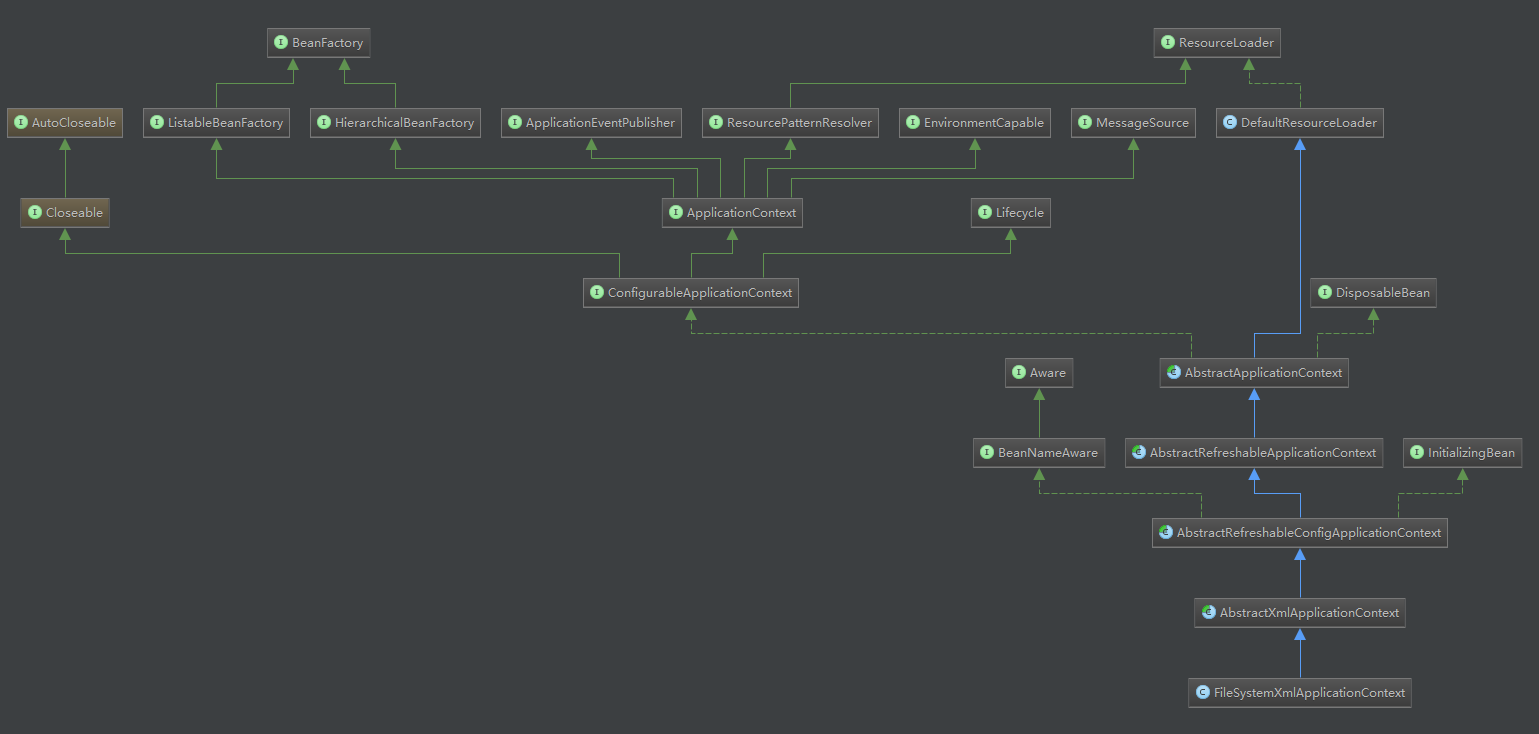 BeanFactory
ResourceLoader
AutoCloseable
ListableBeanFactory
HierarchicalBeanFactory
ApplicationEventPublisher
ResourcePatternResolver
EnvironmentCapable
MessageSource
DefaultResourceLoader
Closeable
ApplicationContext
Lifecycle
ConfigurableApplicationContext
DisposableBean
Aware
AbstractApplicationContext
BeanNameAware
AbstractRefreshableApplicationContext
InitializingBean
AbstractRefreshableConfigApplicationContext
AbstractXmlApplicationContext
FileSystemXmlApplicationContext